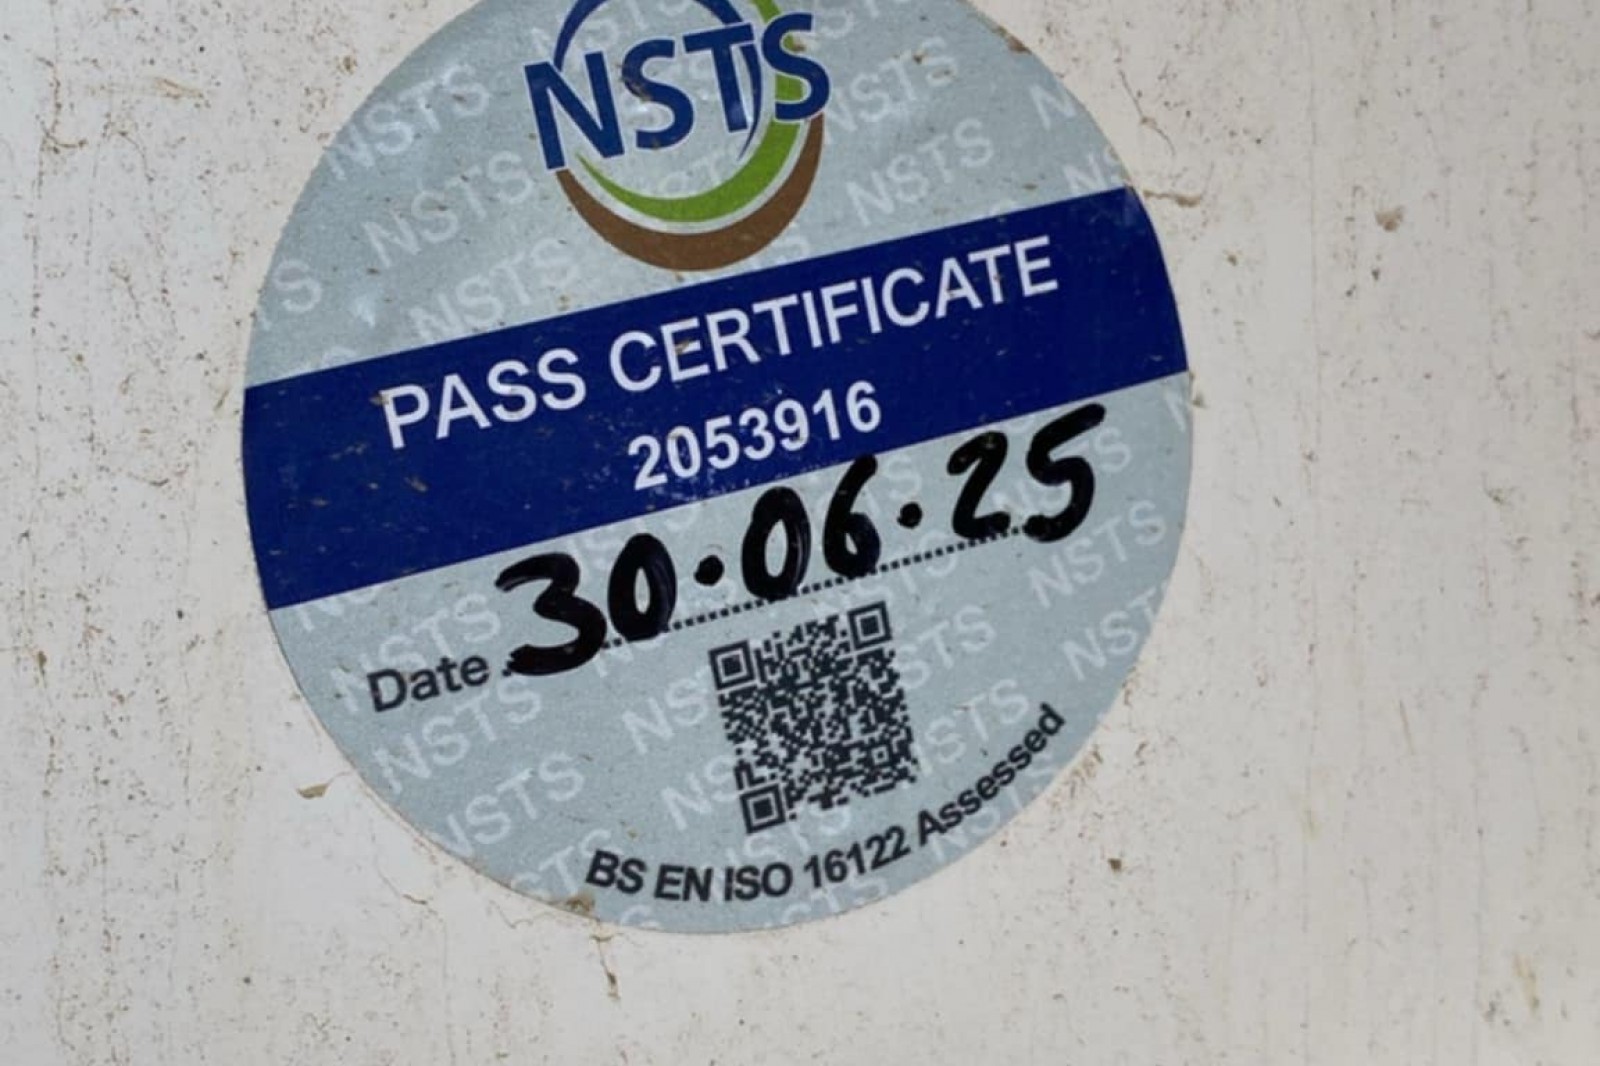 NSTS
PASS CERTIFICATE
2053916
Date 30.06.25
BS EN ISO 16122 Assessed